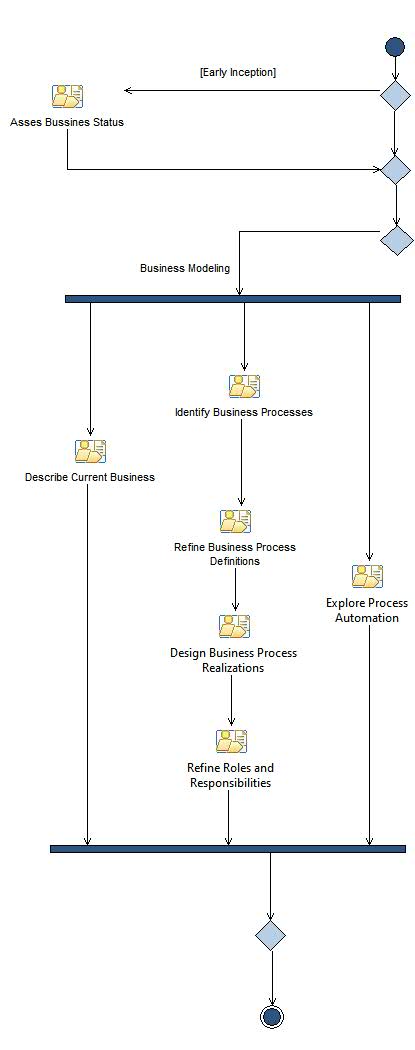 [Early Inception]
Asses Bussines Status
Business Modeling
Identify Business Processes
Describe Current Business
Refine Business Process
Definitions
Explore Process
Automation
Design Business Process
Realizations
Refine Roles and
Responsibilities